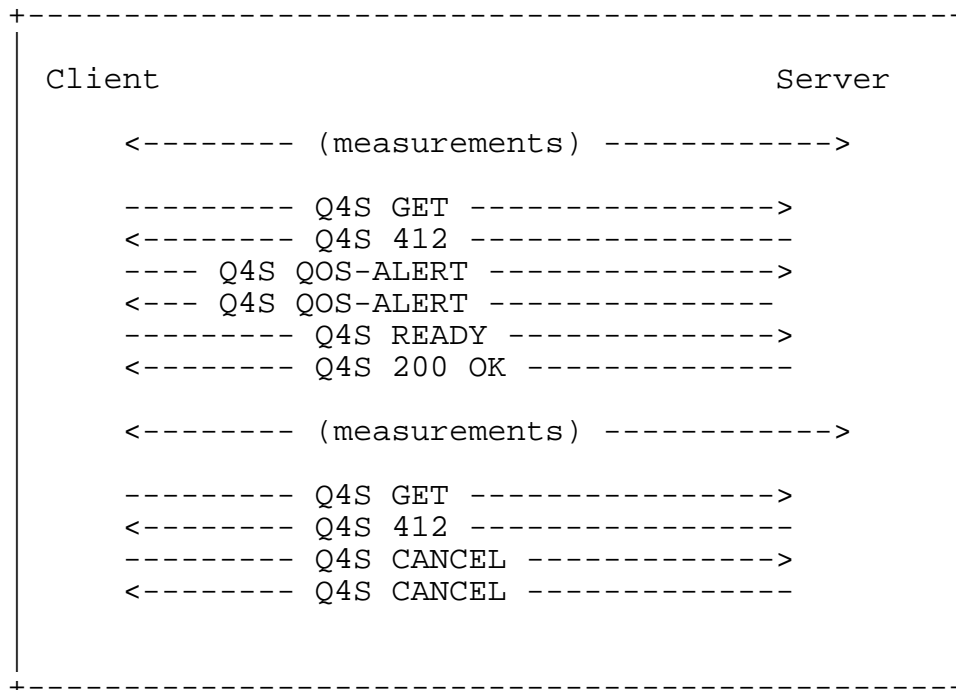 +------------------------------------------------
Client Server
<-------- (measurements) ------------>
--------- Q4S GET ---------------->
<-------- Q4S 412 -----------------
---- Q4S QOS-ALERT --------------->
<--- Q4S QOS-ALERT ---------------
--------- Q4S READY -------------->
<-------- Q4S 200 OK --------------
<-------- (measurements) ------------>
--------- Q4S GET ---------------->
<-------- Q4S 412 -----------------
--------- Q4S CANCEL ------------->
<-------- Q4S CANCEL --------------
+------------------------------------------------